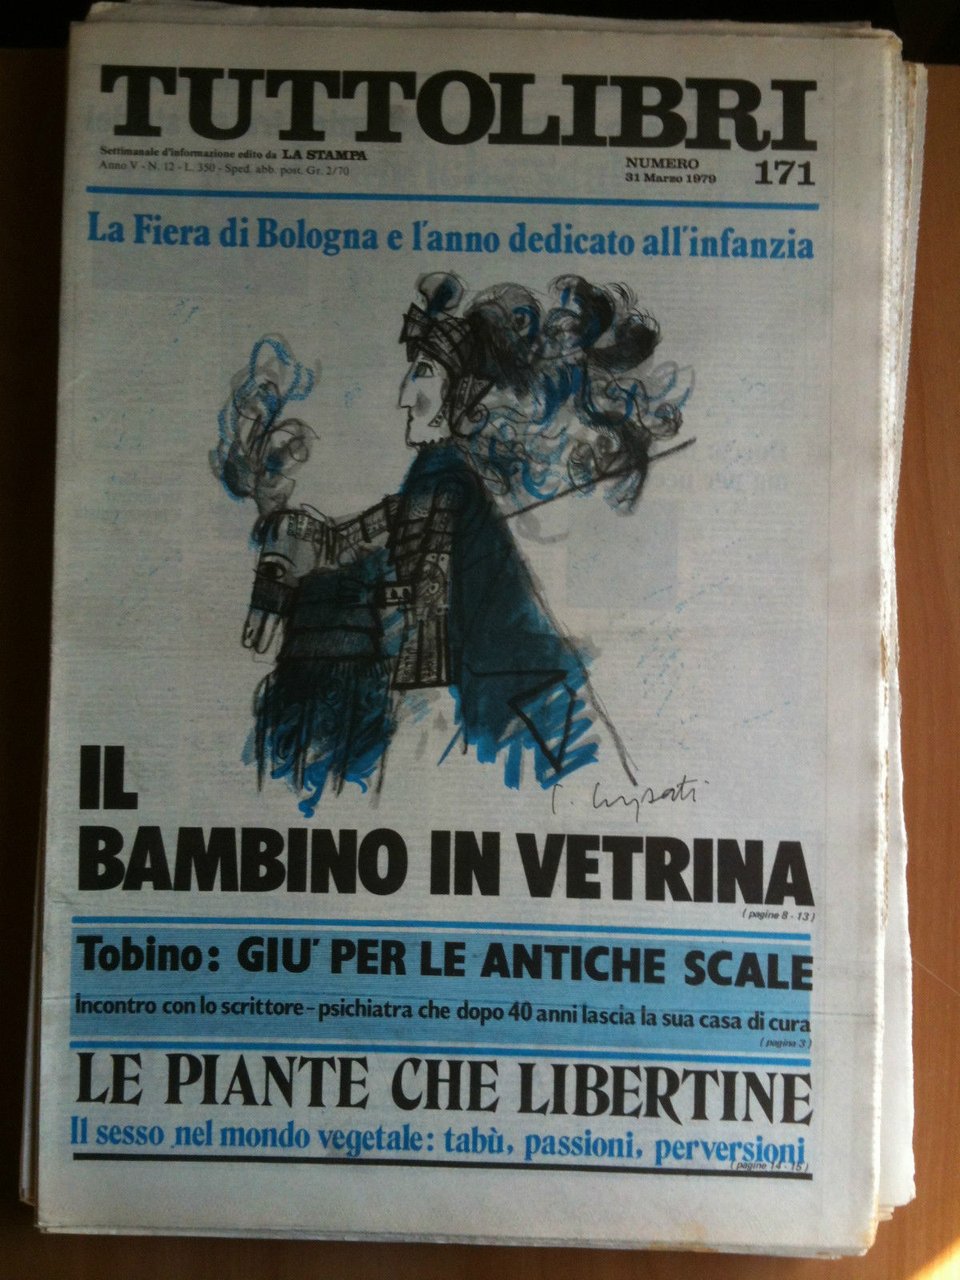 TUTTOLIBRI
Settimanale d'informazione edito da LA STAMPA
Anno V - N. 12 - L. 350 - Sped. abb. post. Gr. 2/70
NUMERO
31 Marzo 1979
171
La Fiera di Bologna e l'anno dedicato all'infanzia
IL
BAMBINO IN VETRINA
( pagine 8 - 13 )
Tobino: GIU' PER LE ANTICHE SCALE
Incontro con lo scrittore-psichiatra che dopo 40 anni lascia la sua casa di cura
( pagina 3 )
LE PIANTE CHE LIBERTINE
Il sesso nel mondo vegetale: tabù, passioni, perversioni
( pagine 14 - 15 )